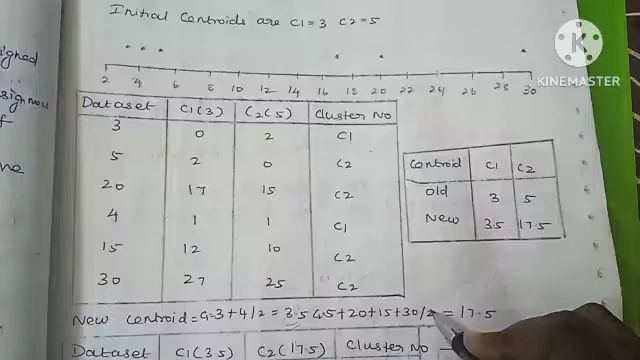 Initial Centroids are C1=3 C2=5
KINEMASTER
2 4 6 8 10 12 14 16 18 20 22 24 26 28 30
Dataset C1(3) C2(5) Cluster No
3 0 2 C1
5 2 0 C2
20 17 15 C2
4 1 1 C1
15 12 10 C2
30 27 25 C2
Centroid C1 C2
Old 3 5
New 3.5 17.5
New Centroid = C1=3+4/2 = 3.5 C2=5+20+15+30/ = 17.5
Dataset C1(3.5) C2(17.5) Cluster No